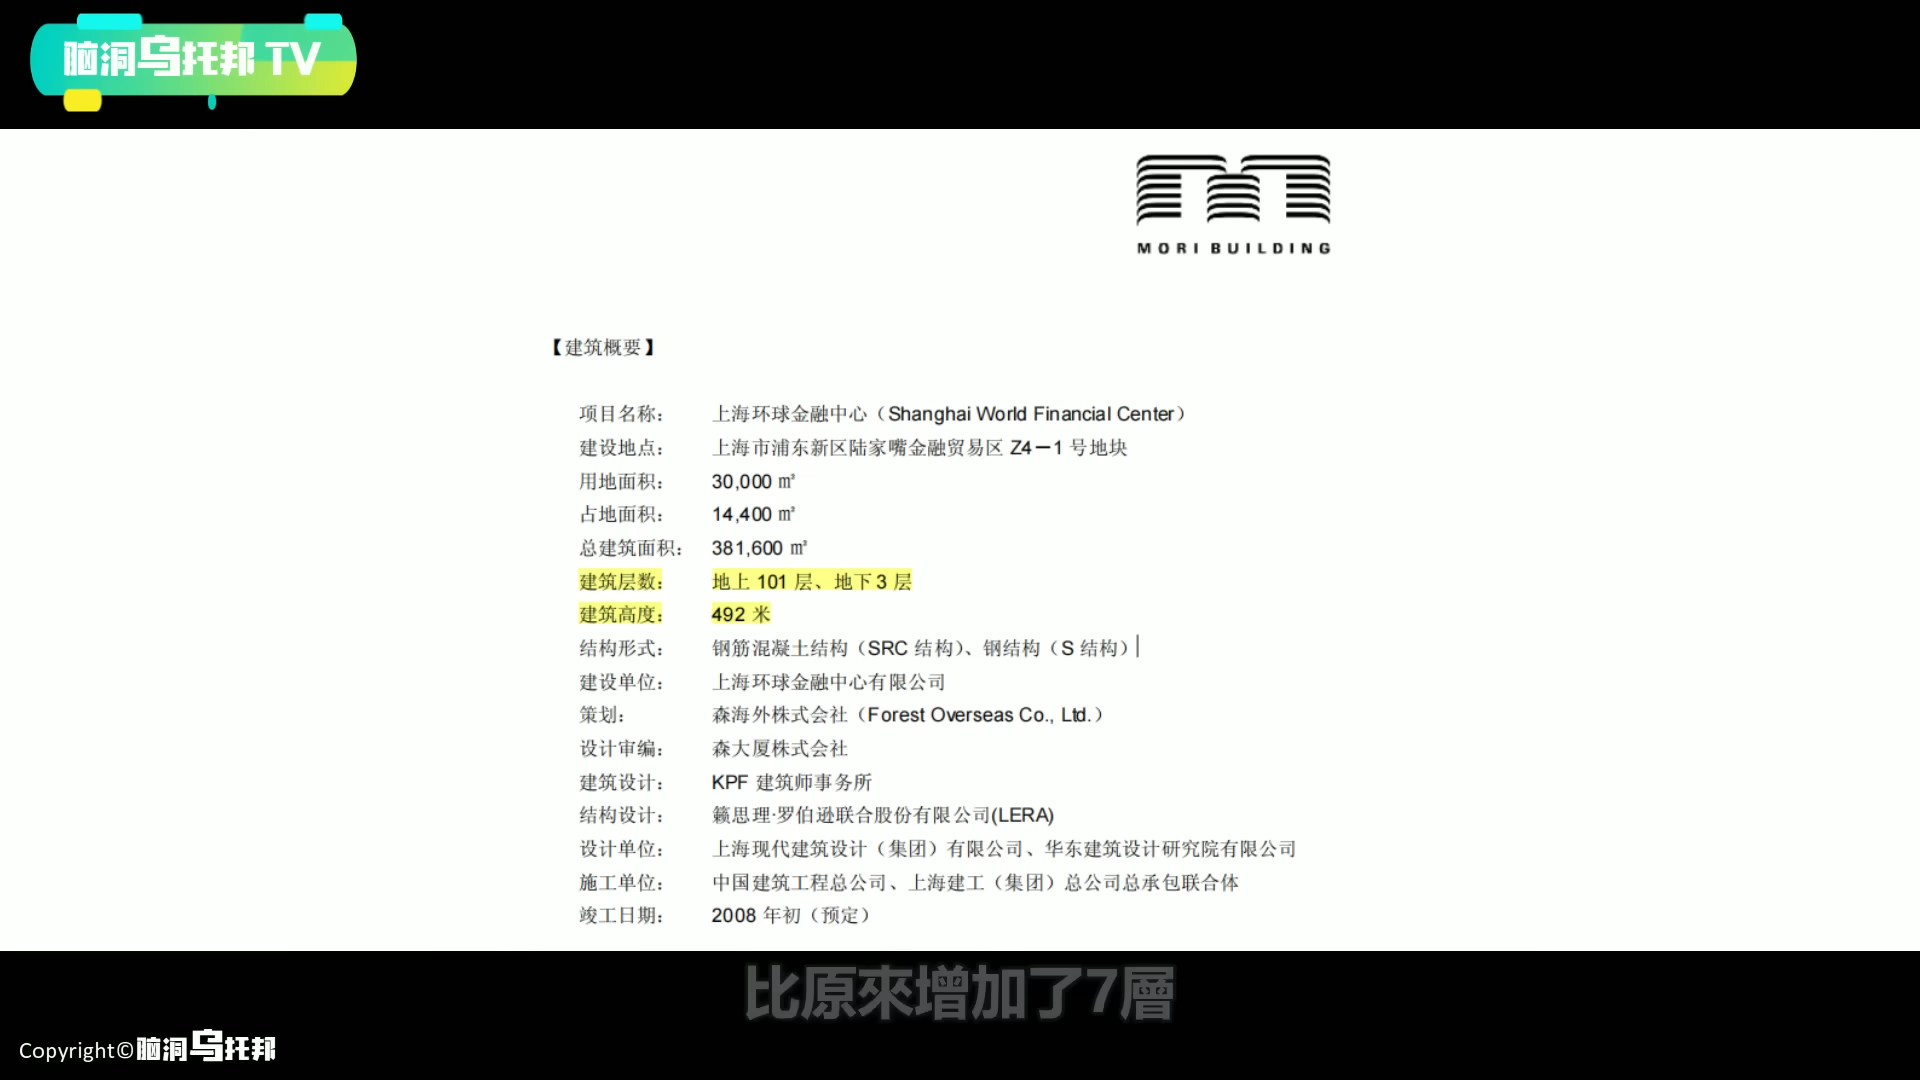 脑洞乌托邦 TV
MORI BUILDING
【建筑概要】
项目名称： 上海环球金融中心（Shanghai World Financial Center）
建设地点： 上海市浦东新区陆家嘴金融贸易区 Z4－1 号地块
用地面积： 30,000 ㎡
占地面积： 14,400 ㎡
总建筑面积： 381,600 ㎡
建筑层数： 地上 101 层、地下 3 层
建筑高度： 492 米
结构形式： 钢筋混凝土结构（SRC 结构）、钢结构（S 结构）
建设单位： 上海环球金融中心有限公司
策划： 森海外株式会社（Forest Overseas Co., Ltd.）
设计审编： 森大厦株式会社
建筑设计： KPF 建筑师事务所
结构设计： 籁思理·罗伯逊联合股份有限公司(LERA)
设计单位： 上海现代建筑设计（集团）有限公司、华东建筑设计研究院有限公司
施工单位： 中国建筑工程总公司、上海建工（集团）总公司总承包联合体
竣工日期： 2008 年初（预定）
比原來增加了7層
Copyright©脑洞乌托邦